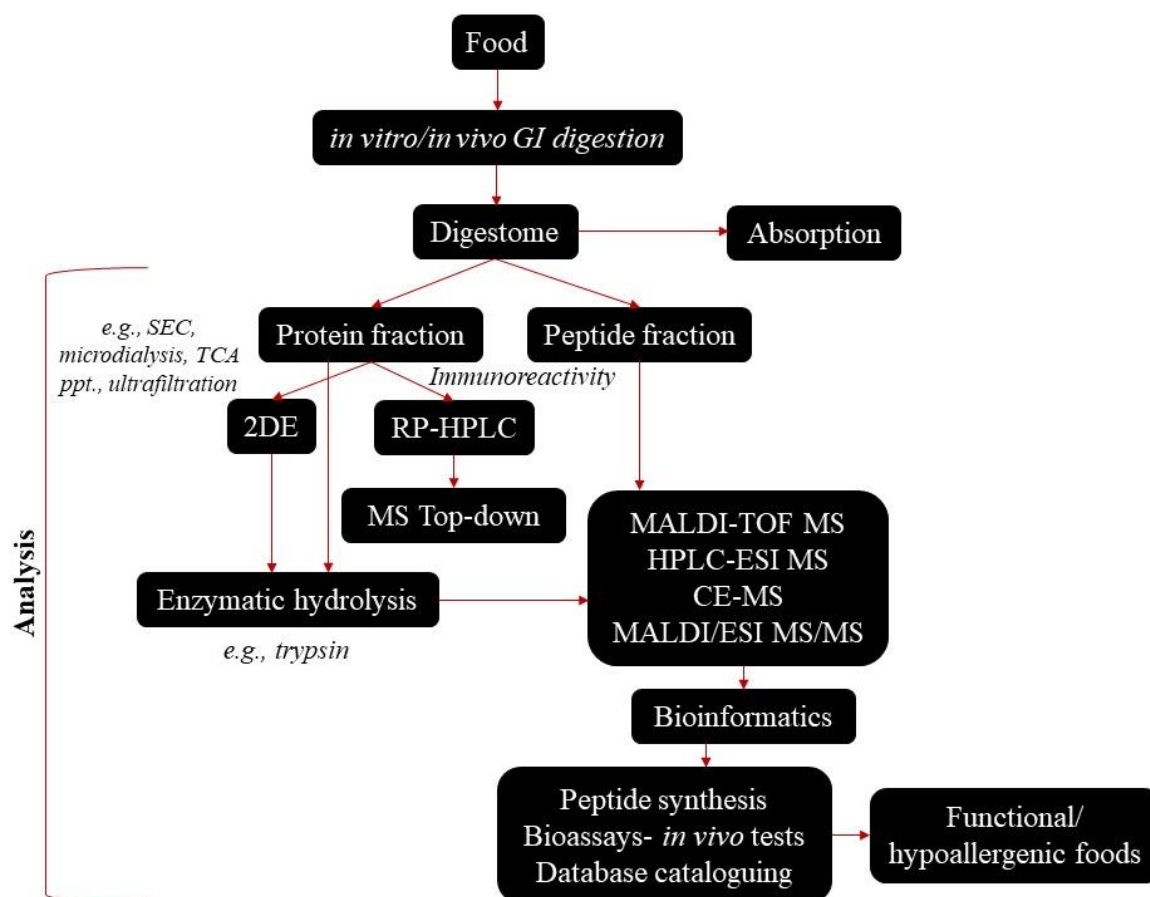 Food
in vitro/in vivo GI digestion
Digestome
Absorption
e.g., SEC,
microdialysis, TCA
ppt., ultrafiltration
Protein fraction
Peptide fraction
Immunoreactivity
2DE
RP-HPLC
MS Top-down
MALDI-TOF MS
HPLC-ESI MS
CE-MS
MALDI/ESI MS/MS
Enzymatic hydrolysis
e.g., trypsin
Analysis
Bioinformatics
Peptide synthesis
Bioassays- in vivo tests
Database cataloguing
Functional/
hypoallergenic foods